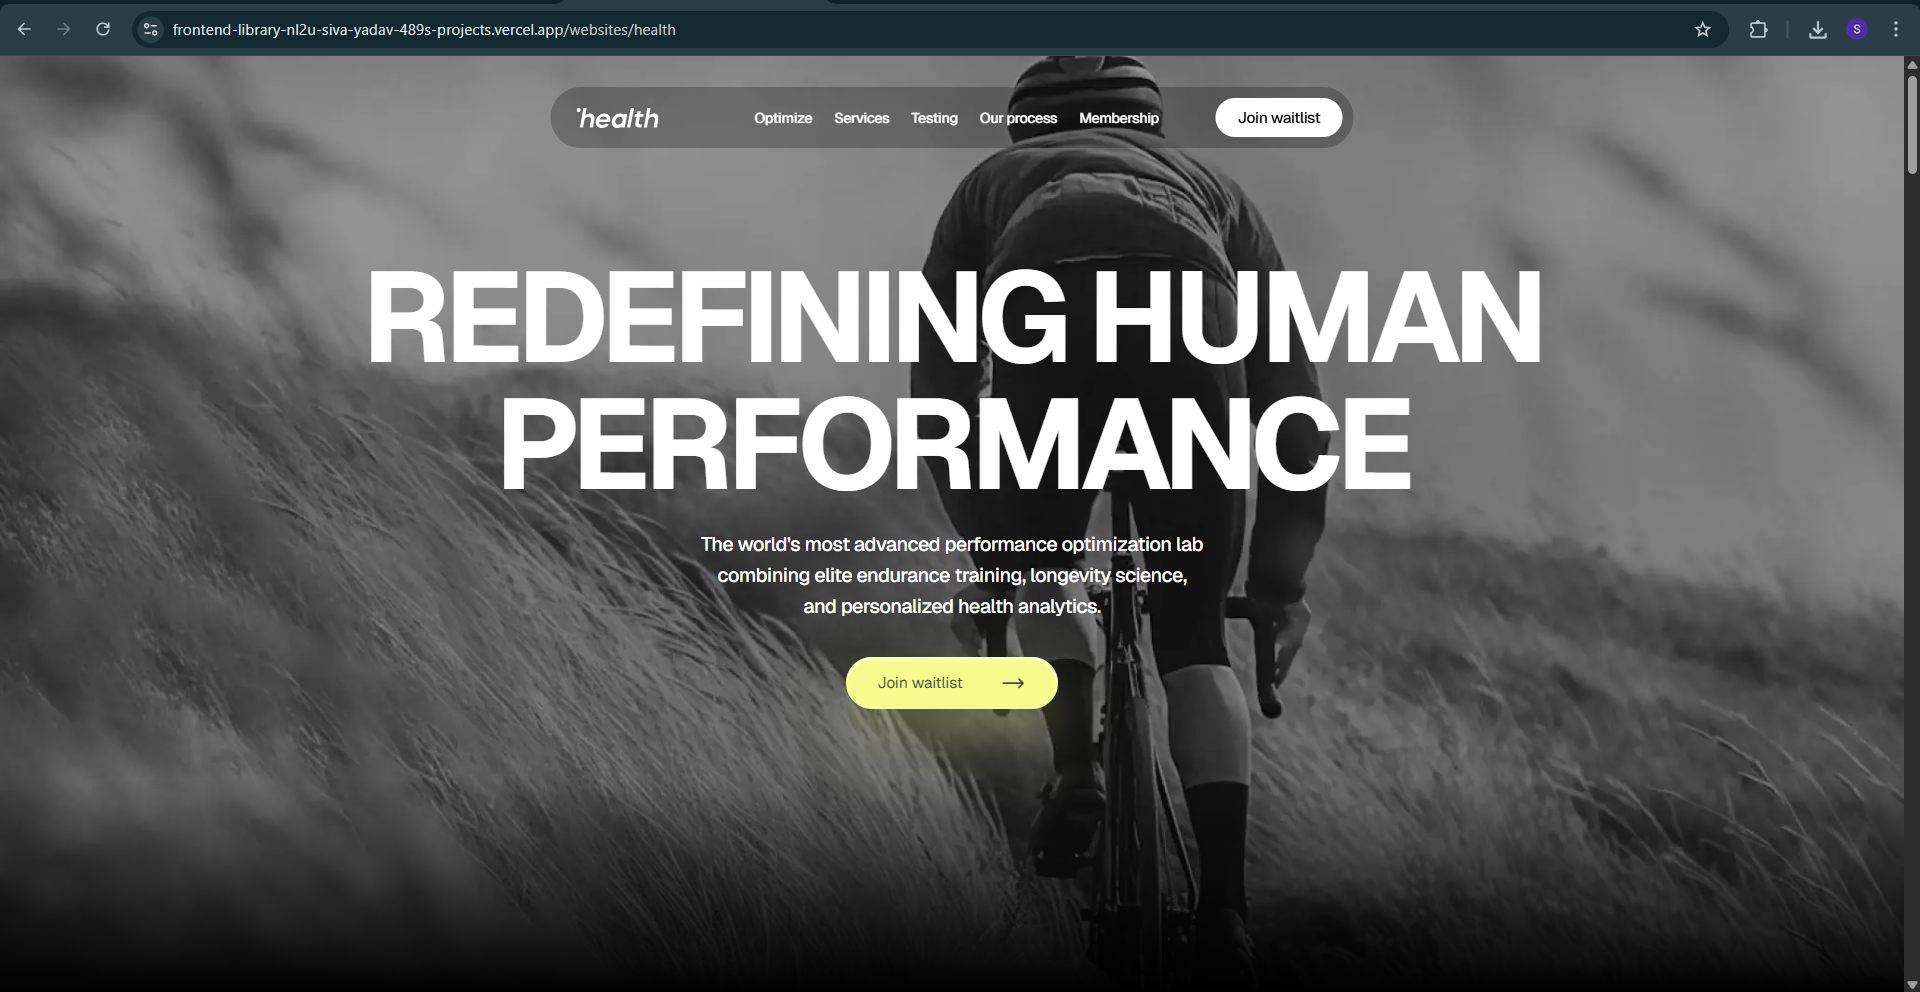 frontend-library-nl2u-siva-yadav-489s-projects.vercel.app/websites/health
S
health
Optimize
Services
Testing
Our process
Membership
Join waitlist
REDEFINING HUMAN
PERFORMANCE
The world's most advanced performance optimization lab
combining elite endurance training, longevity science,
and personalized health analytics.
Join waitlist